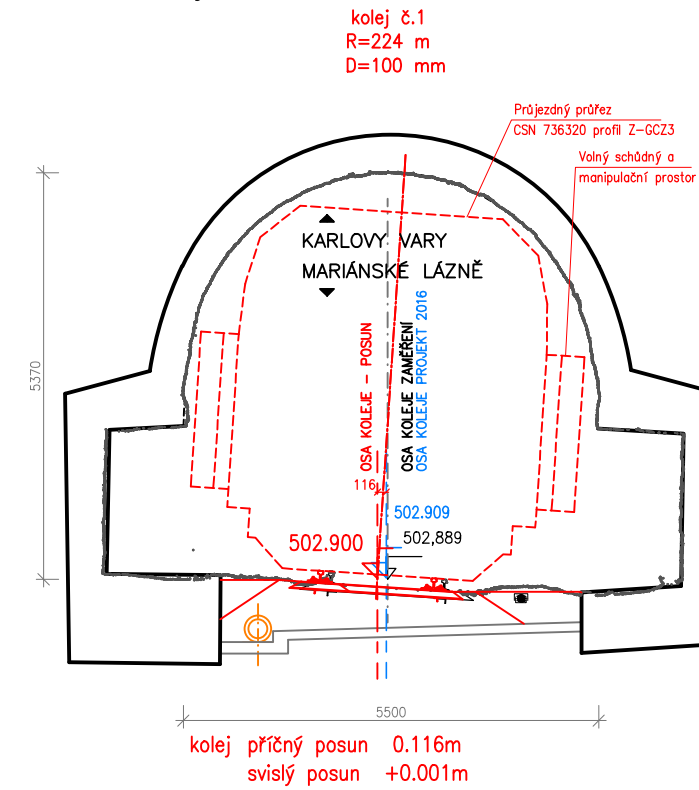 kolej č.1
R=224 m
D=100 mm
Průjezdný průřez
CSN 736320 profil Z-GCZ3
Volný schůdný a
manipulační prostor
KARLOVY VARY
MARIÁNSKÉ LÁZNĚ
5370
OSA KOLEJE - POSUN
OSA KOLEJE ZAMĚŘENÍ
OSA KOLEJE PROJEKT 2016
116
502.909
502.900
502,889
5500
kolej příčný posun 0.116m
svislý posun +0.001m